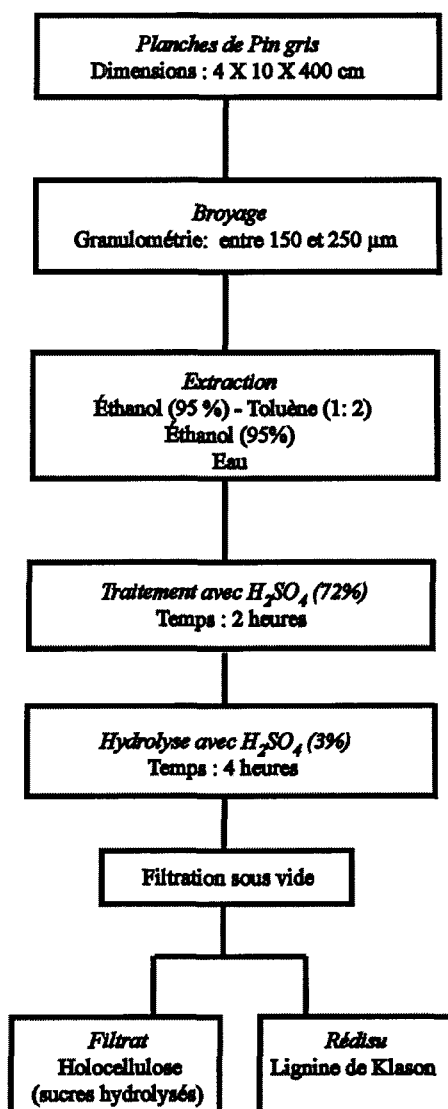 Planches de Pin gris
Dimensions : 4 X 10 X 400 cm
Broyage
Granulométrie: entre 150 et 250 µm
Extraction
Éthanol (95 %) - Toluène (1: 2)
Éthanol (95%)
Eau
Traitement avec H₂SO₄ (72%)
Temps : 2 heures
Hydrolyse avec H₂SO₄ (3%)
Temps : 4 heures
Filtration sous vide
Filtrat
Holocellulose
(sucres hydrolysés)
Rédisu
Lignine de Klason